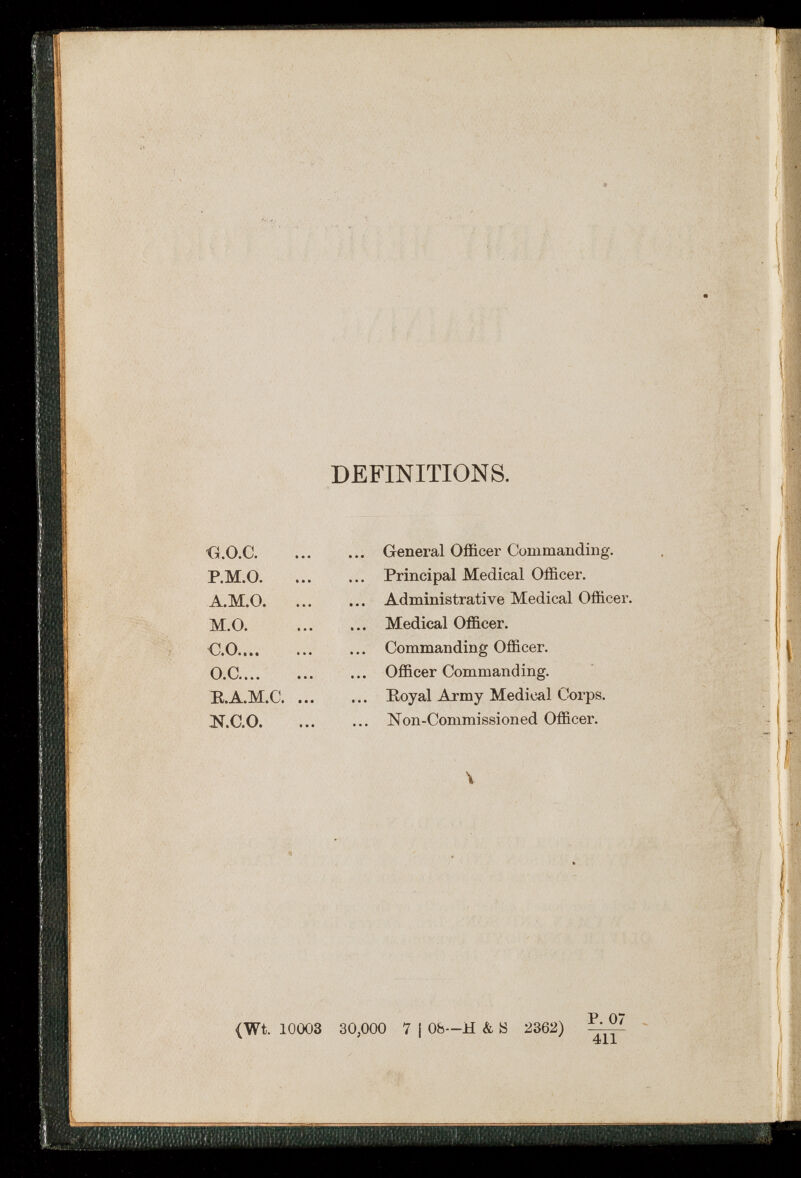 DEFINITIONS.
G.O.C. ... ... General Officer Commanding.
P.M.O. ... ... Principal Medical Officer.
A.M.O. ... ... Administrative Medical Officer.
M.O. ... ... Medical Officer.
C.O.... ... ... Commanding Officer.
O.C.... ... ... Officer Commanding.
R.A.M.C. ... ... Royal Army Medical Corps.
N.C.O. ... ... Non-Commissioned Officer.
(Wt. 10003 30,000 7 | 08--H & S 2362) P. 07
411